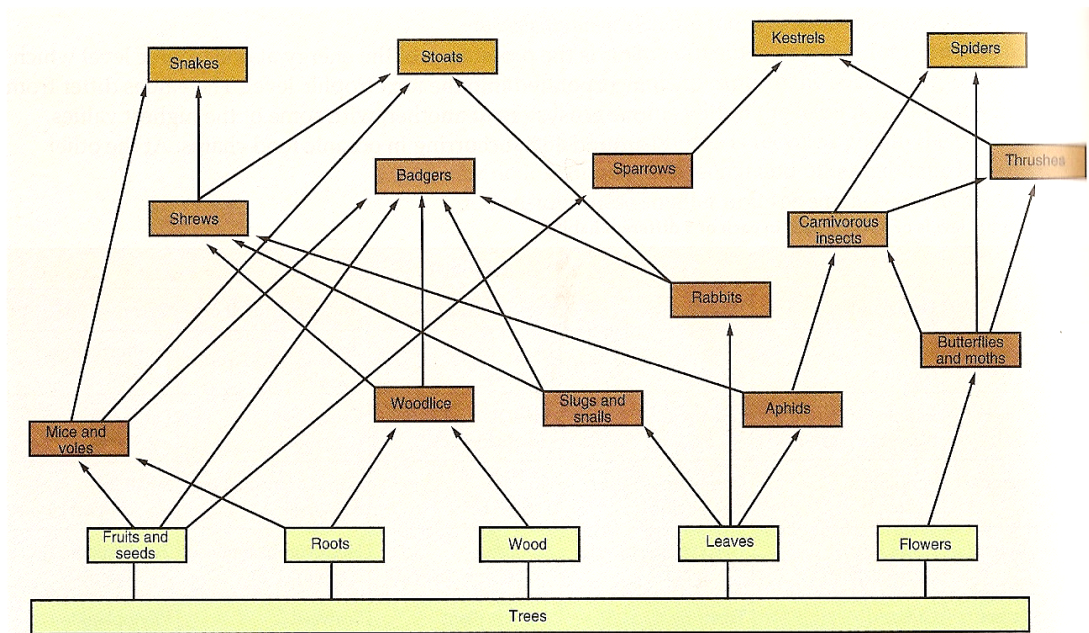 Kestrels
Spiders
Stoats
Snakes
Thrushes
Sparrows
Badgers
Shrews
Carnivorous
insects
Rabbits
Butterflies
and moths
Woodlice
Slugs and
snails
Aphids
Mice and
voles
Fruits and
seeds
Roots
Wood
Leaves
Flowers
Trees